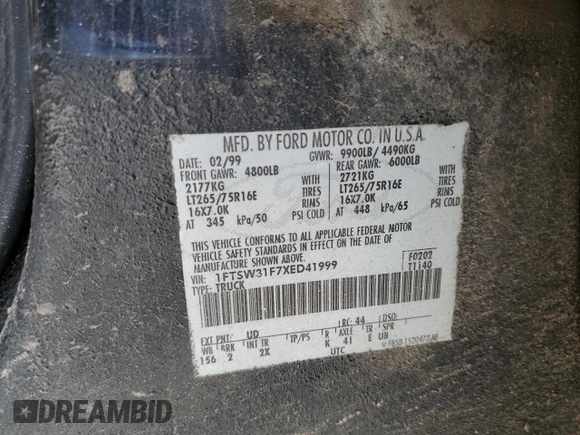 MFD. BY FORD MOTOR CO. IN U.S.A.
DATE: 02/99 GVWR: 9900LB/ 4490KG
FRONT GAWR: 4800LB REAR GAWR: 6000LB
2177KG WITH 2721KG WITH
LT265/75R16E TIRES LT265/75R16E TIRES
16X7.0K RIMS 16X7.0K RIMS
AT 345 kPa/50 PSI COLD AT 448 kPa/65 PSI COLD
THIS VEHICLE CONFORMS TO ALL APPLICABLE FEDERAL MOTOR
VEHICLE SAFETY STANDARDS IN EFFECT ON THE DATE OF
MANUFACTURE SHOWN ABOVE.
VIN: 1FTSW31F7XED41999 F0202
TYPE: TRUCK T1140
EXT PNT: UD RC: 44 DSO:
WB BRK INT TR TP/PS R AXLE TR SPR
156 2 2X K 41 E UB
UTC
DREAMBID